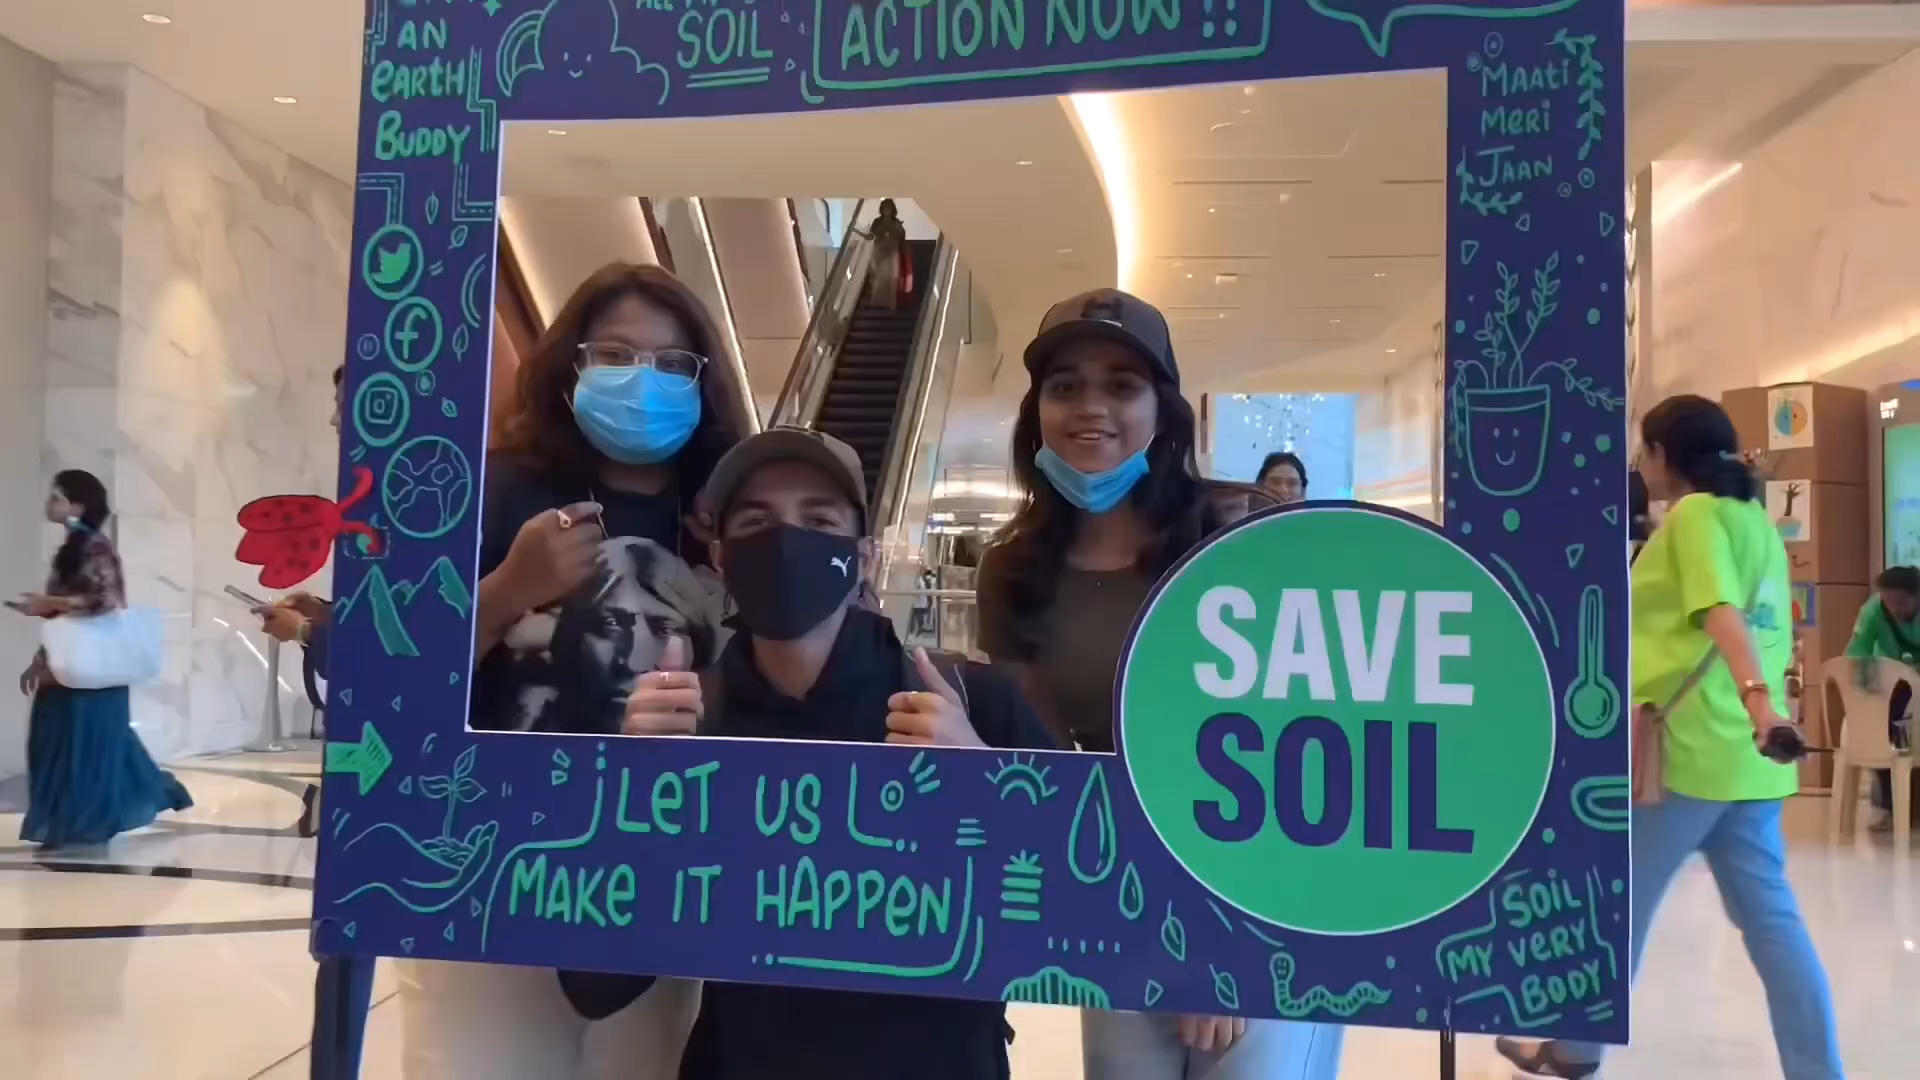 AN
EARTH
BUDDY
SOIL
ACTION NOW !!
MAATI
MERI
JAAN
SAVE
SOIL
LET US
MAKE IT HAPPEN
SOIL
MY VERY
BODY